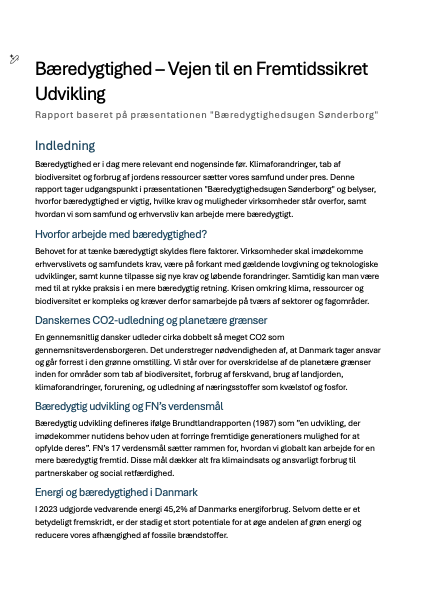 Bæredygtighed – Vejen til en Fremtidssikret
Udvikling
Rapport baseret på præsentationen "Bæredygtighedsugen Sønderborg"
Indledning
Bæredygtighed er i dag mere relevant end nogensinde før. Klimaforandringer, tab af
biodiversitet og forbrug af jordens ressourcer sætter vores samfund under pres. Denne
rapport tager udgangspunkt i præsentationen "Bæredygtighedsugen Sønderborg" og belyser,
hvorfor bæredygtighed er vigtig, hvilke krav og muligheder virksomheder står overfor, samt
hvordan vi som samfund og erhvervsliv kan arbejde mere bæredygtigt.
Hvorfor arbejde med bæredygtighed?
Behovet for at tænke bæredygtigt skyldes flere faktorer. Virksomheder skal imødekomme
erhvervslivets og samfundets krav, være på forkant med gældende lovgivning og teknologiske
udviklinger, samt kunne tilpasse sig nye krav og løbende forandringer. Samtidig kan man være
med til at rykke praksis i en mere bæredygtig retning. Krisen omkring klima, ressourcer og
biodiversitet er kompleks og kræver derfor samarbejde på tværs af sektorer og fagområder.
Danskernes CO2-udledning og planetære grænser
En gennemsnitlig dansker udleder cirka dobbelt så meget CO2 som
gennemsnitsverdensborgeren. Det understreger nødvendigheden af, at Danmark tager ansvar
og går forrest i den grønne omstilling. Vi står over for overskridelse af de planetære grænser
inden for områder som tab af biodiversitet, forbrug af ferskvand, brug af landjorden,
klimaforandringer, forurening, og udledning af næringsstoffer som kvælstof og fosfor.
Bæredygtig udvikling og FN's verdensmål
Bæredygtig udvikling defineres ifølge Brundtlandrapporten (1987) som "en udvikling, der
imødekommer nutidens behov uden at forringe fremtidige generationers mulighed for at
opfylde deres". FN's 17 verdensmål sætter rammen for, hvordan vi globalt kan arbejde for en
mere bæredygtig fremtid. Disse mål dækker alt fra klimaindsats og ansvarligt forbrug til
partnerskaber og social retfærdighed.
Energi og bæredygtighed i Danmark
I 2023 udgjorde vedvarende energi 45,2% af Danmarks energiforbrug. Selvom dette er et
betydeligt fremskridt, er der stadig et stort potentiale for at øge andelen af grøn energi og
reducere vores afhængighed af fossile brændstoffer.